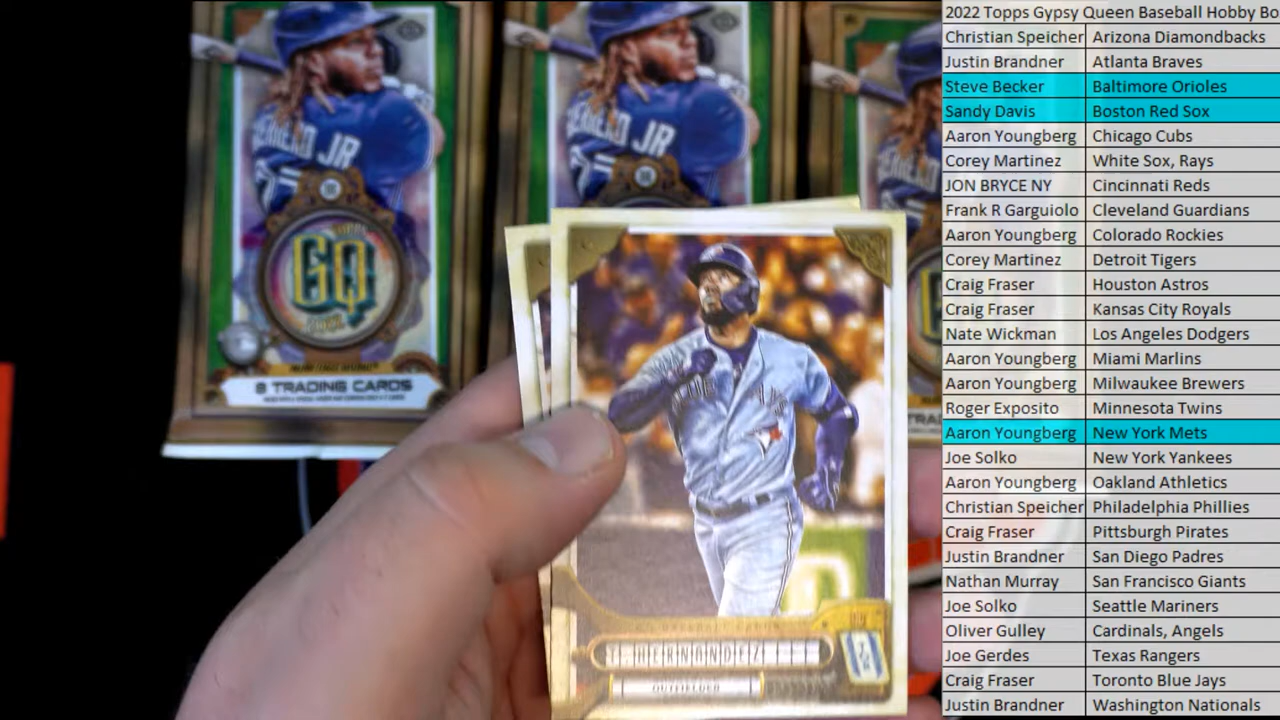 2022 Topps Gypsy Queen Baseball Hobby Bo
Christian Speicher Arizona Diamondbacks
Justin Brandner Atlanta Braves
Steve Becker Baltimore Orioles
Sandy Davis Boston Red Sox
Aaron Youngberg Chicago Cubs
Corey Martinez White Sox, Rays
JON BRYCE NY Cincinnati Reds
Frank R Garguiolo Cleveland Guardians
Aaron Youngberg Colorado Rockies
Corey Martinez Detroit Tigers
Craig Fraser Houston Astros
Craig Fraser Kansas City Royals
Nate Wickman Los Angeles Dodgers
Aaron Youngberg Miami Marlins
Aaron Youngberg Milwaukee Brewers
Roger Exposito Minnesota Twins
Aaron Youngberg New York Mets
Joe Solko New York Yankees
Aaron Youngberg Oakland Athletics
Christian Speicher Philadelphia Phillies
Craig Fraser Pittsburgh Pirates
Justin Brandner San Diego Padres
Nathan Murray San Francisco Giants
Joe Solko Seattle Mariners
Oliver Gulley Cardinals, Angels
Joe Gerdes Texas Rangers
Craig Fraser Toronto Blue Jays
Justin Brandner Washington Nationals
GQ
8 TRADING CARDS
HERNANDEZ
OUTFIELDER